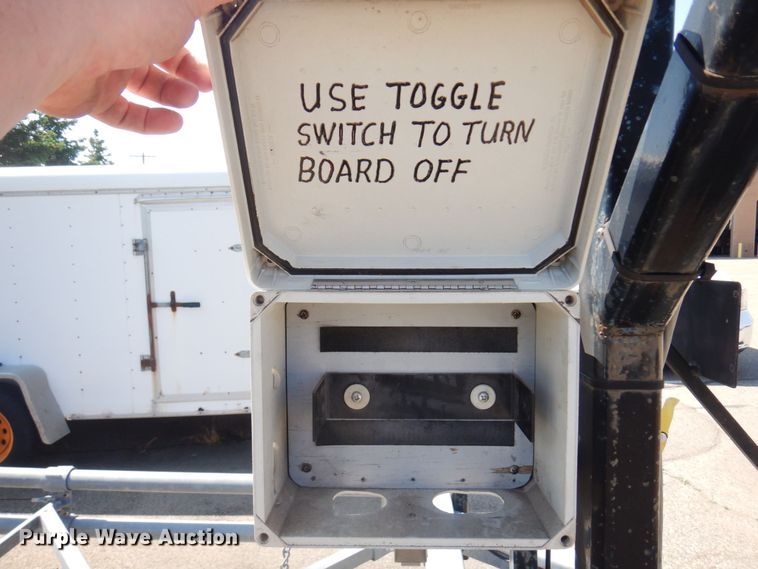 USE TOGGLE
SWITCH TO TURN
BOARD OFF
Purple Wave Auction